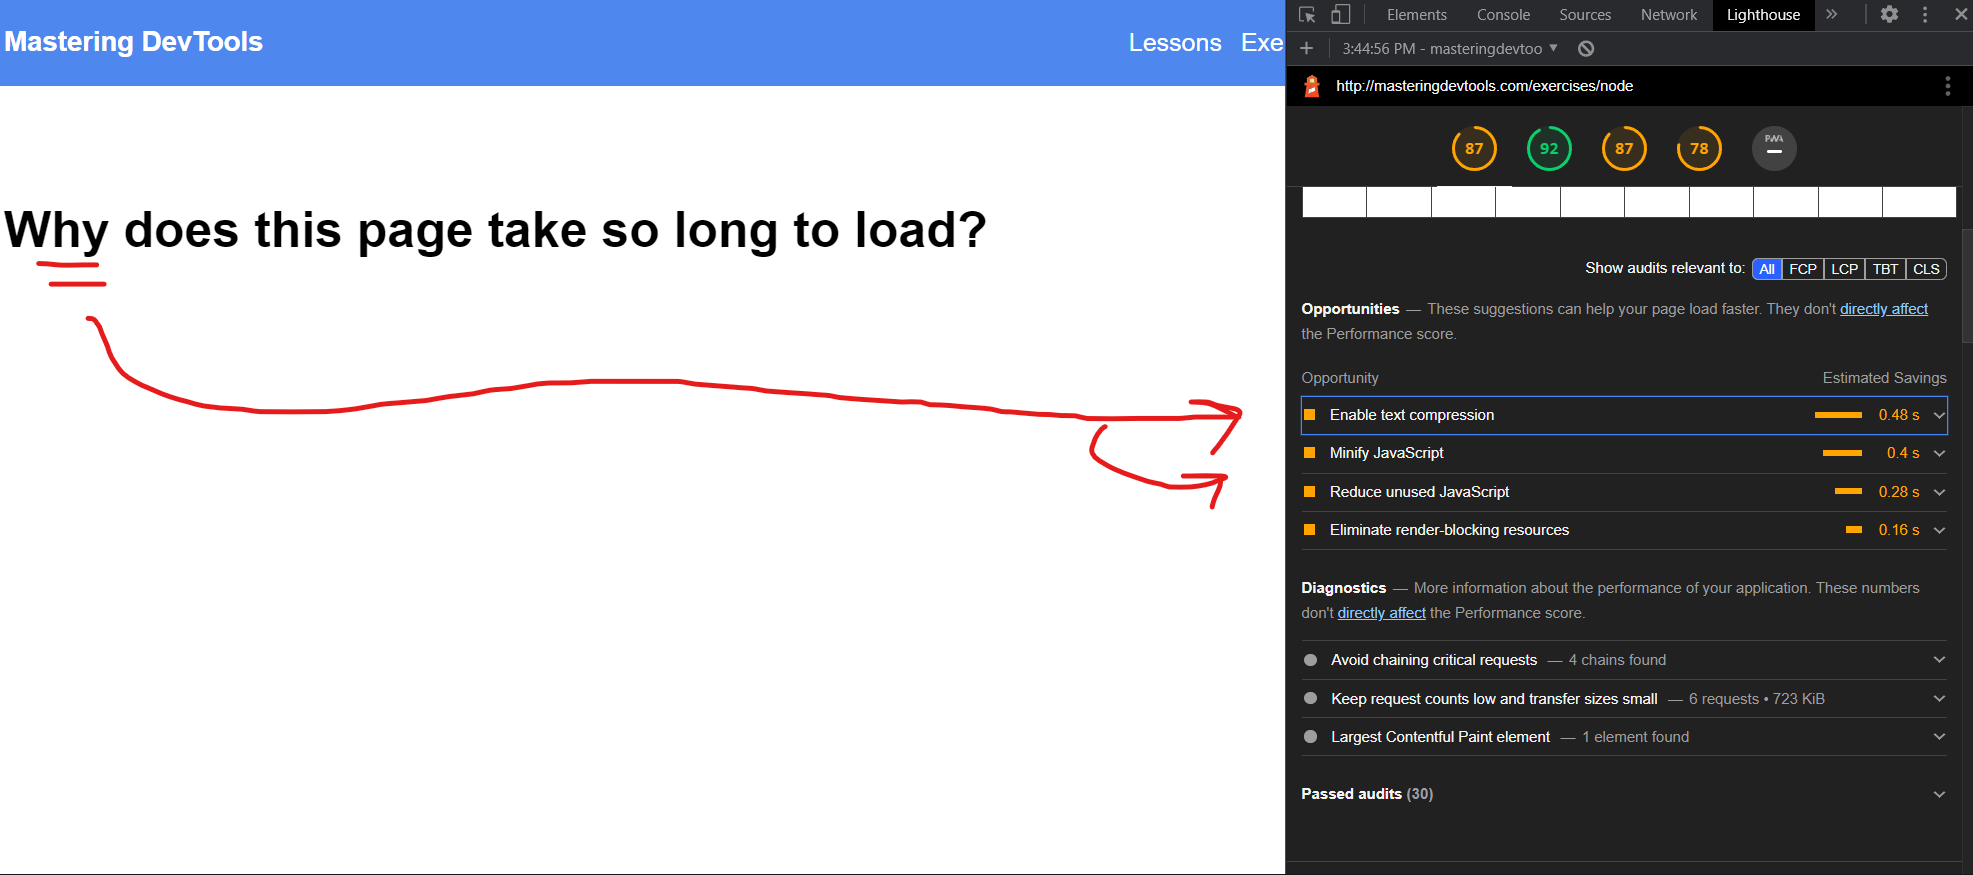 Mastering DevTools
Lessons Exe
Why does this page take so long to load?
Elements Console Sources Network Lighthouse
3:44:56 PM - masteringdevtoo
http://masteringdevtools.com/exercises/node
87 92 87 78 PWA
Show audits relevant to: All FCP LCP TBT CLS
Opportunities — These suggestions can help your page load faster. They don't directly affect
the Performance score.
Opportunity Estimated Savings
Enable text compression 0.48 s
Minify JavaScript 0.4 s
Reduce unused JavaScript 0.28 s
Eliminate render-blocking resources 0.16 s
Diagnostics — More information about the performance of your application. These numbers
don't directly affect the Performance score.
Avoid chaining critical requests — 4 chains found
Keep request counts low and transfer sizes small — 6 requests • 723 KiB
Largest Contentful Paint element — 1 element found
Passed audits (30)